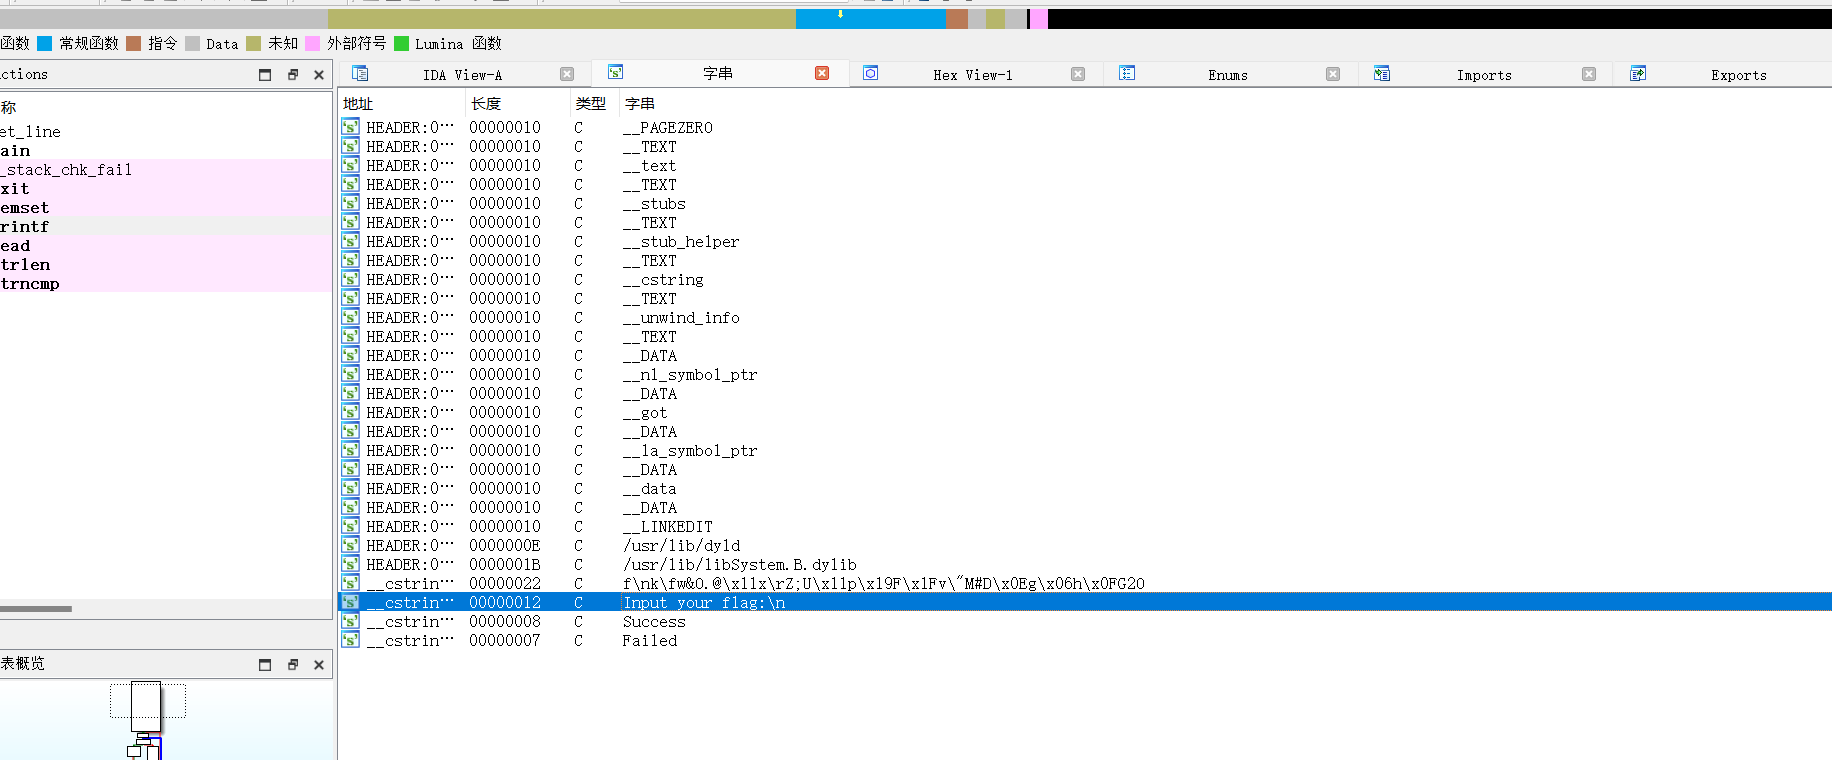 函数 常规函数 指令 Data 未知 外部符号 Lumina 函数
ctions
IDA View-A 字串 Hex View-1 Enums Imports Exports
称
et_line
ain
_stack_chk_fail
xit
emset
rintf
ead
trlen
trncmp
地址 长度 类型 字串
HEADER:0… 00000010 C __PAGEZERO
HEADER:0… 00000010 C __TEXT
HEADER:0… 00000010 C __text
HEADER:0… 00000010 C __TEXT
HEADER:0… 00000010 C __stubs
HEADER:0… 00000010 C __TEXT
HEADER:0… 00000010 C __stub_helper
HEADER:0… 00000010 C __TEXT
HEADER:0… 00000010 C __cstring
HEADER:0… 00000010 C __TEXT
HEADER:0… 00000010 C __unwind_info
HEADER:0… 00000010 C __TEXT
HEADER:0… 00000010 C __DATA
HEADER:0… 00000010 C __nl_symbol_ptr
HEADER:0… 00000010 C __DATA
HEADER:0… 00000010 C __got
HEADER:0… 00000010 C __DATA
HEADER:0… 00000010 C __la_symbol_ptr
HEADER:0… 00000010 C __DATA
HEADER:0… 00000010 C __data
HEADER:0… 00000010 C __DATA
HEADER:0… 00000010 C __LINKEDIT
HEADER:0… 0000000E C /usr/lib/dyld
HEADER:0… 0000001B C /usr/lib/libSystem.B.dylib
__cstrin… 00000022 C f\nk\fw&O.@\x11x\rZ;U\x11p\x19F\x1Fv\"M#D\x0Eg\x06h\x0FG2O
__cstrin… 00000012 C Input your flag:\n
__cstrin… 00000008 C Success
__cstrin… 00000007 C Failed
表概览